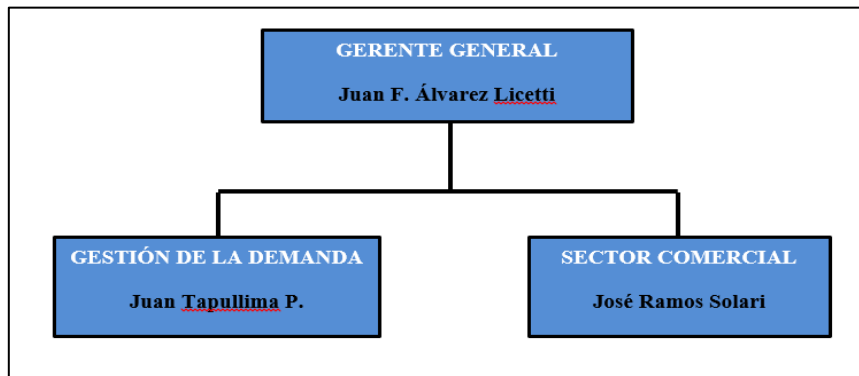 GERENTE GENERAL
Juan F. Álvarez Licetti
GESTIÓN DE LA DEMANDA
Juan Tapullima P.
SECTOR COMERCIAL
José Ramos Solari